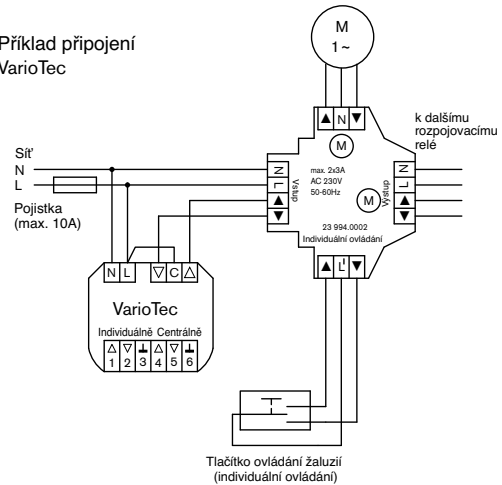 Příklad připojení
VarioTec
M
1~
▲ N ▼
M
k dalšímu
rozpojovacímu
relé
Síť
N
L
Pojistka
(max. 10A)
N
L
▲
▼
Vstup
max. 2x3A
AC 230V
50-60Hz
M
Výstup
N
L
▲
▼
23 994.0002
Individuální ovládání
▲ L' ▼
N L ▽ C △
VarioTec
Individuálně Centrálně
△ ▽ ⊥ △ ▽ ⊥
1 2 3 4 5 6
Tlačítko ovládání žaluzií
(individuální ovládání)